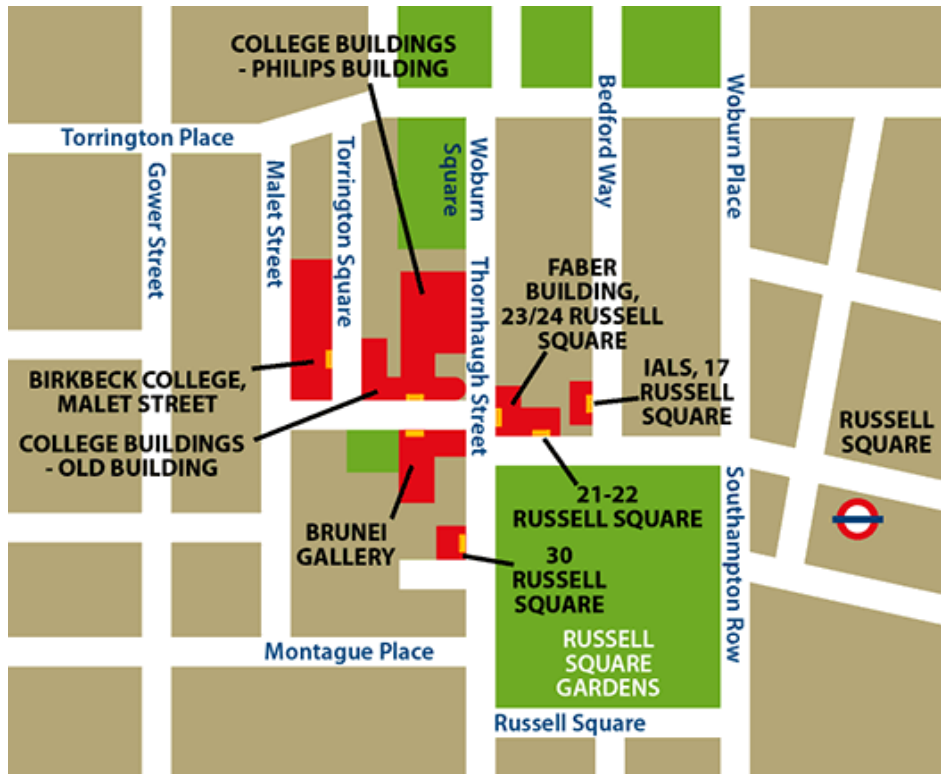 COLLEGE BUILDINGS
- PHILIPS BUILDING
Torrington Place
Gower Street
Malet Street
Torrington Square
Woburn
Square
Bedford Way
Woburn Place
Thornhaugh Street
FABER
BUILDING,
23/24 RUSSELL
SQUARE
IALS, 17
RUSSELL
SQUARE
BIRKBECK COLLEGE,
MALET STREET
COLLEGE BUILDINGS
- OLD BUILDING
RUSSELL
SQUARE
21-22
RUSSELL SQUARE
BRUNEI
GALLERY
30
RUSSELL
SQUARE
Southampton Row
Montague Place
RUSSELL
SQUARE
GARDENS
Russell Square